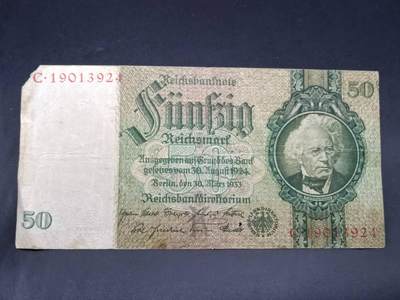 C·19013924
Reichsbanknote
50
Fünfzig
Reichsmark
Ausgegeben auf Grund des Bank
gesetzes vom 30. August 1924
Berlin, den 30. März 1933
Reichsbankdirektorium
50
C·19013924